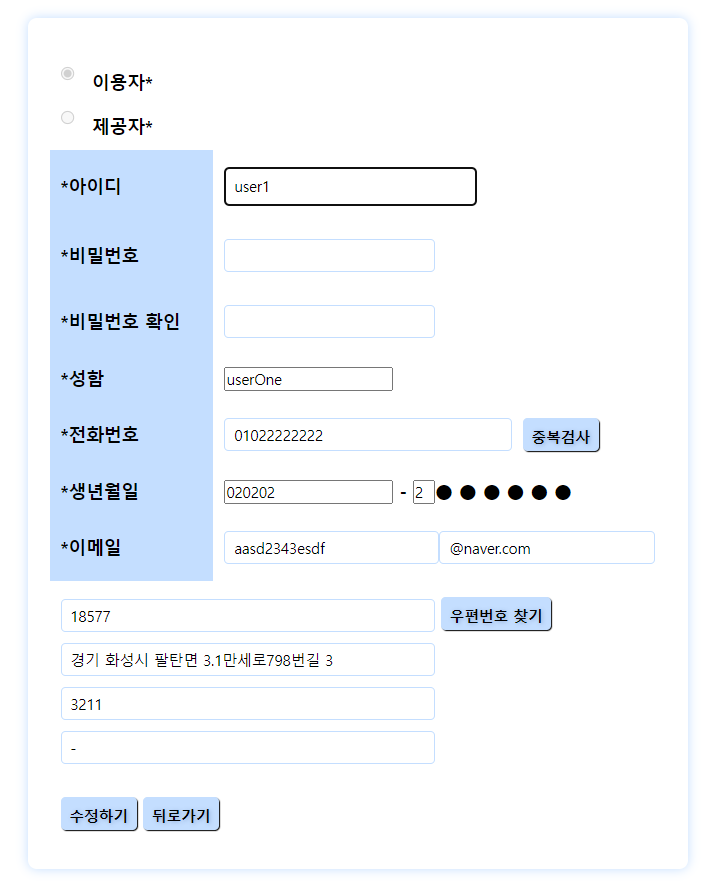 이용자*
제공자*
*아이디 user1
*비밀번호
*비밀번호 확인
*성함 userOne
*전화번호 01022222222 중복검사
*생년월일 020202 - 2●●●●●●
*이메일 aasd2343esdf @naver.com
18577 우편번호 찾기
경기 화성시 팔탄면 3.1만세로798번길 3
3211
-
수정하기 뒤로가기